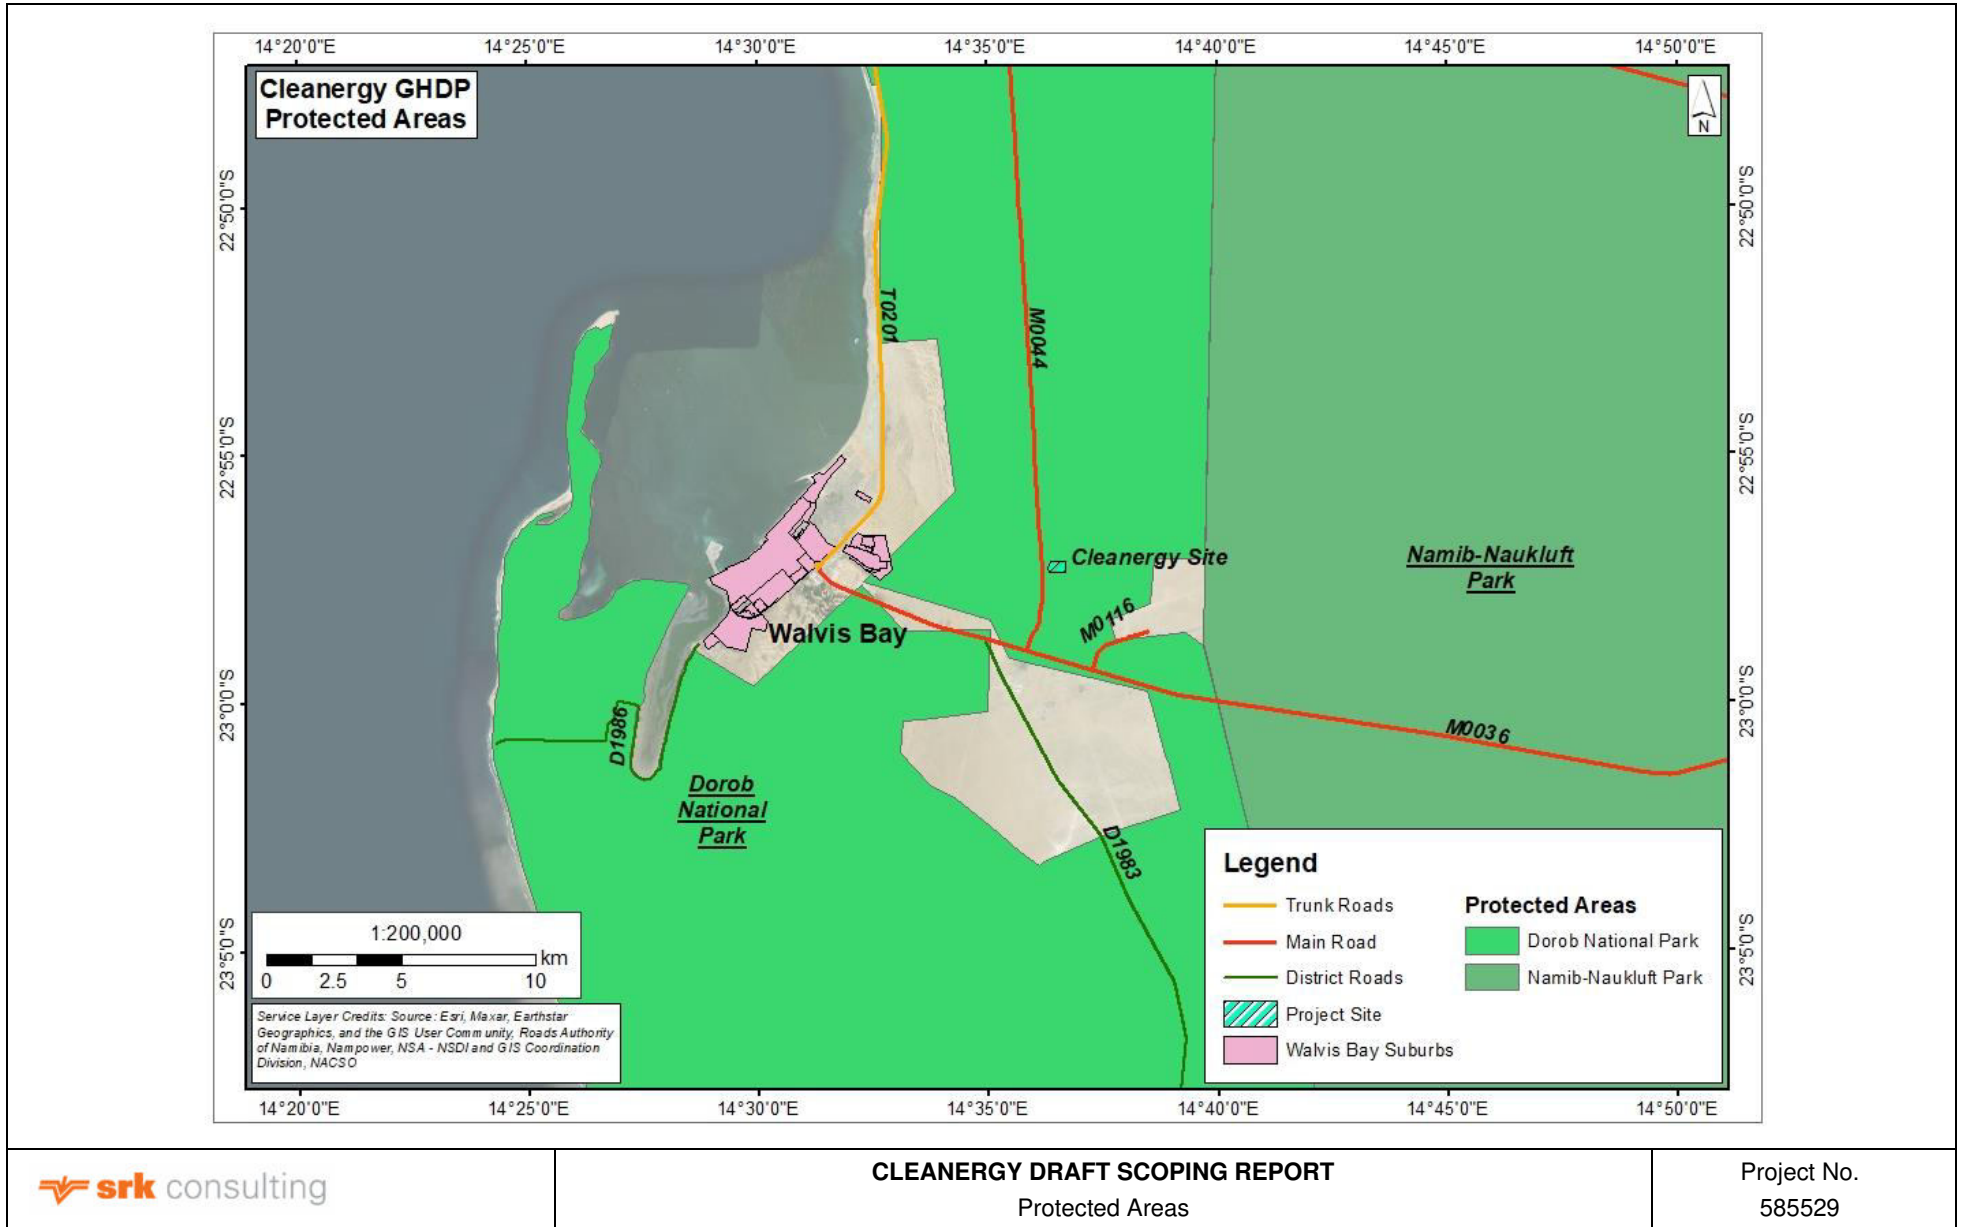 14°20'0"E 14°25'0"E 14°30'0"E 14°35'0"E 14°40'0"E 14°45'0"E 14°50'0"E
Cleanergy GHDP
Protected Areas
N
22°50'0"S 22°50'0"S
T0201
M0044
22°55'0"S 22°55'0"S
Cleanergy Site
Namib-Naukluft
Park
M0116
Walvis Bay
23°0'0"S 23°0'0"S
D1986
M0036
Dorob
National
Park
D1983
23°5'0"S 23°5'0"S
1:200,000
km
0 2.5 5 10
Service Layer Credits: Source: Esri, Maxar, Earthstar
Geographics, and the GIS User Community, Roads Authority
of Namibia, Nampower, NSA - NSDI and GIS Coordination
Division, NACSO
Legend
Trunk Roads
Main Road
District Roads
Project Site
Walvis Bay Suburbs
Protected Areas
Dorob National Park
Namib-Naukluft Park
14°20'0"E 14°25'0"E 14°30'0"E 14°35'0"E 14°40'0"E 14°45'0"E 14°50'0"E
srk consulting
CLEANERGY DRAFT SCOPING REPORT
Protected Areas
Project No.
585529